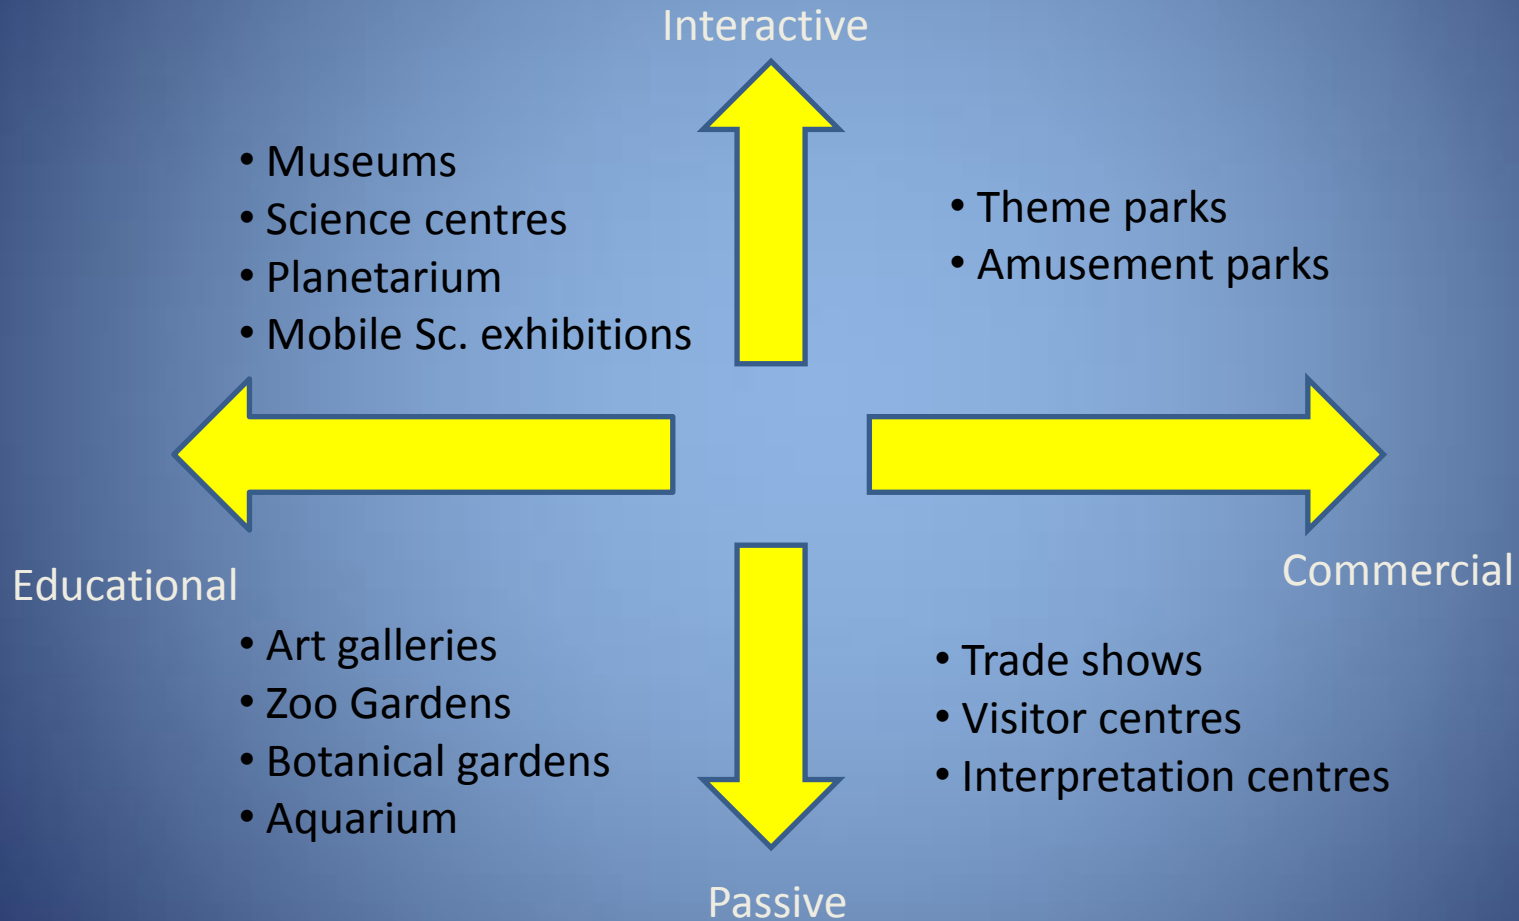 Interactive
• Museums
• Science centres
• Planetarium
• Mobile Sc. exhibitions
• Theme parks
• Amusement parks
Educational
Commercial
• Art galleries
• Zoo Gardens
• Botanical gardens
• Aquarium
• Trade shows
• Visitor centres
• Interpretation centres
Passive